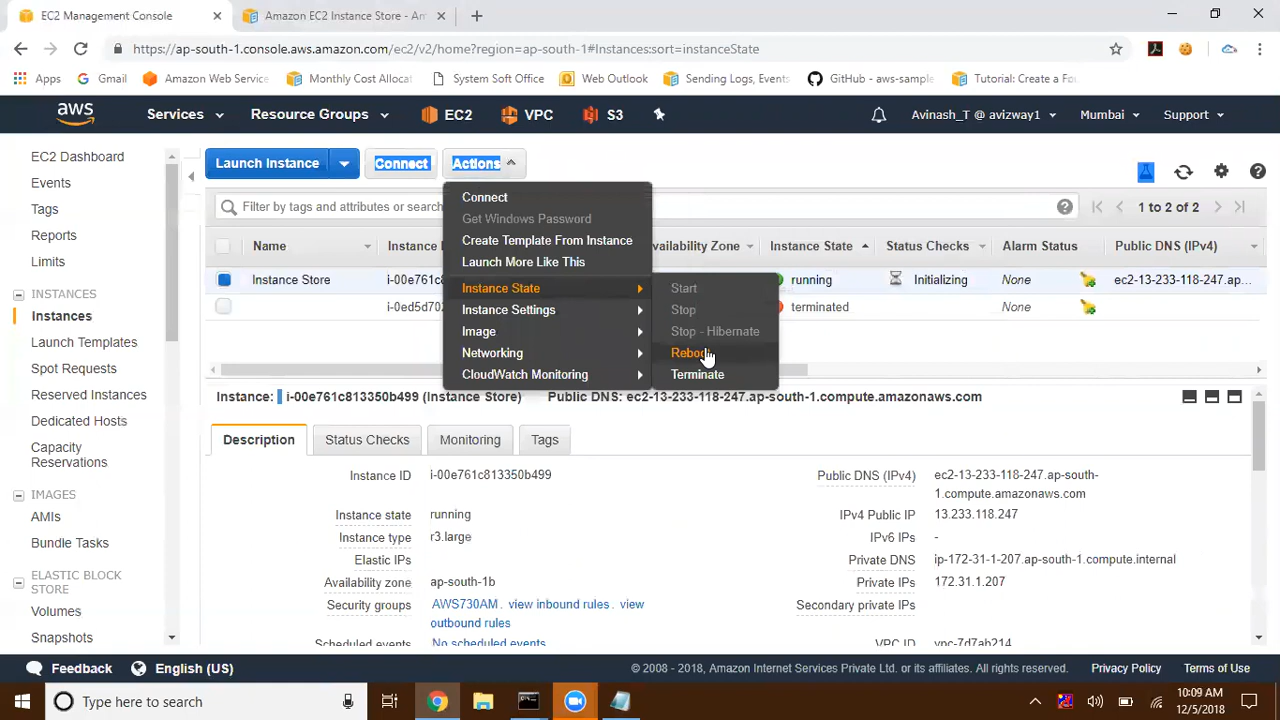 EC2 Management Console
Amazon EC2 Instance Store - Am
https://ap-south-1.console.aws.amazon.com/ec2/v2/home?region=ap-south-1#Instances:sort=instanceState
Apps
Gmail
Amazon Web Service
Monthly Cost Allocat
System Soft Office
Web Outlook
Sending Logs, Events
GitHub - aws-sample
Tutorial: Create a Fou
aws
Services
Resource Groups
EC2
VPC
S3
Avinash_T @ avizway1
Mumbai
Support
EC2 Dashboard
Events
Tags
Reports
Limits
INSTANCES
Instances
Launch Templates
Spot Requests
Reserved Instances
Dedicated Hosts
Capacity
Reservations
IMAGES
AMIs
Bundle Tasks
ELASTIC BLOCK
STORE
Volumes
Snapshots
Launch Instance
Connect
Actions
Filter by tags and attributes or search
1 to 2 of 2
Name
Instance
Availability Zone
Instance State
Status Checks
Alarm Status
Public DNS (IPv4)
Instance Store
i-00e761c
running
Initializing
None
ec2-13-233-118-247.ap...
i-0ed5d70
terminated
None
Connect
Get Windows Password
Create Template From Instance
Launch More Like This
Instance State
Instance Settings
Image
Networking
CloudWatch Monitoring
Start
Stop
Stop - Hibernate
Reboot
Terminate
Instance: i-00e761c813350b499 (Instance Store) Public DNS: ec2-13-233-118-247.ap-south-1.compute.amazonaws.com
Description
Status Checks
Monitoring
Tags
Instance ID i-00e761c813350b499
Instance state running
Instance type r3.large
Elastic IPs
Availability zone ap-south-1b
Security groups AWS730AM . view inbound rules . view
outbound rules
Scheduled events No scheduled events
Public DNS (IPv4) ec2-13-233-118-247.ap-south-
1.compute.amazonaws.com
IPv4 Public IP 13.233.118.247
IPv6 IPs -
Private DNS ip-172-31-1-207.ap-south-1.compute.internal
Private IPs 172.31.1.207
Secondary private IPs
VPC ID vpc-7d7ab214
Feedback
English (US)
© 2008 - 2018, Amazon Internet Services Private Ltd. or its affiliates. All rights reserved.
Privacy Policy
Terms of Use
Type here to search
10:09 AM
12/5/2018